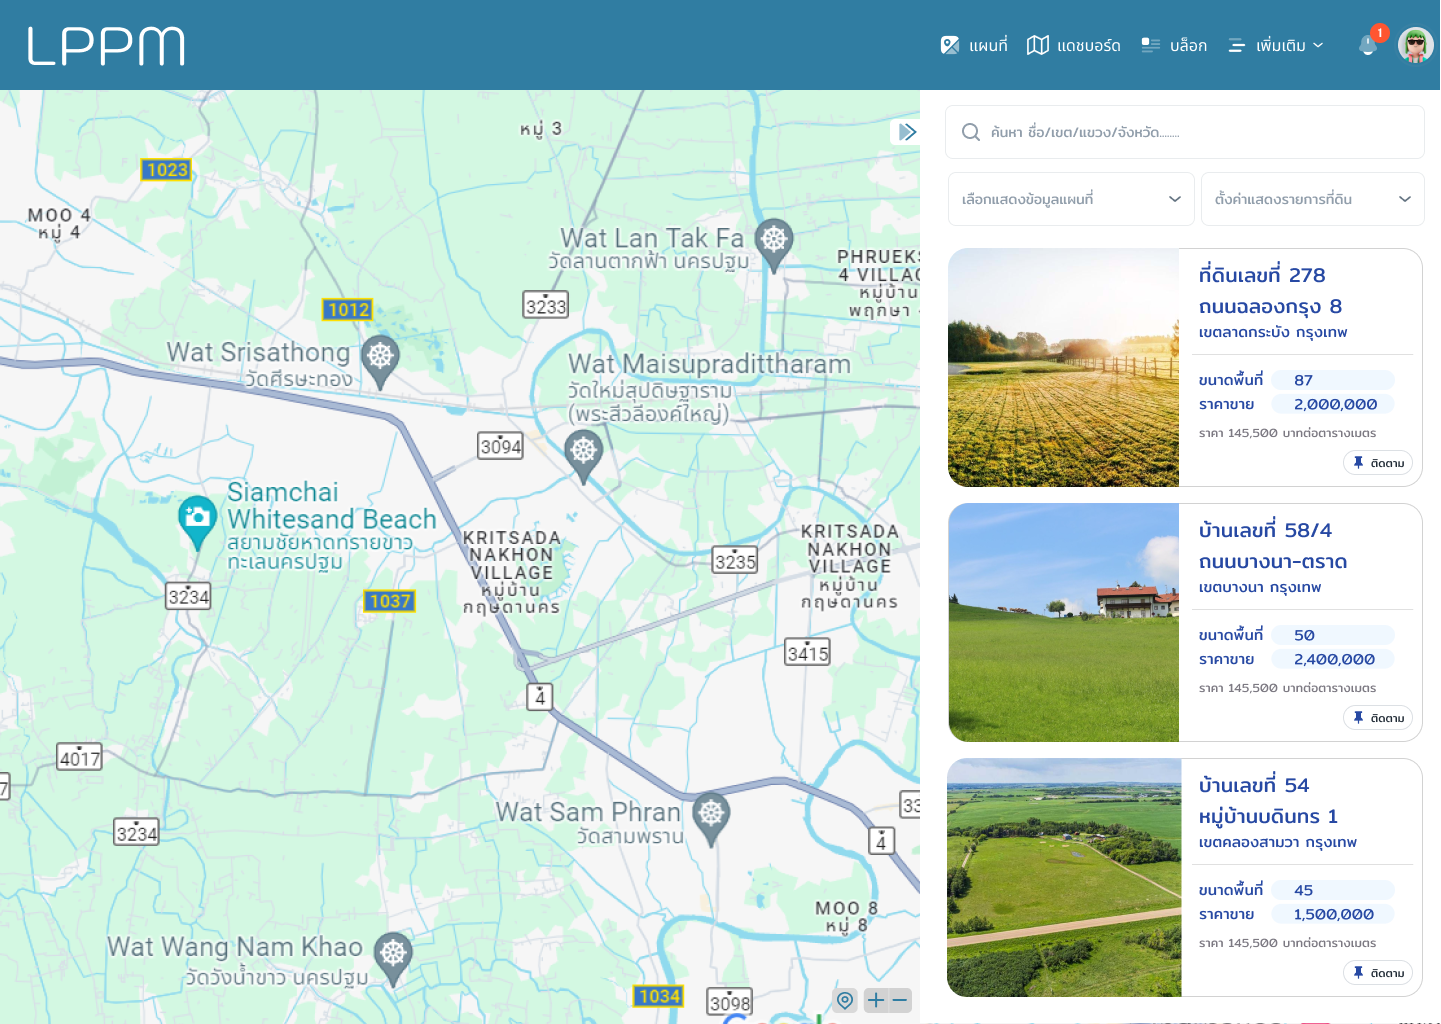 LPPM
แผนที่
แดชบอร์ด
บล็อก
เพิ่มเติม
1
ค้นหา ชื่อ/เขต/แขวง/จังหวัด........
เลือกแสดงข้อมูลแผนที่
ตั้งค่าแสดงรายการที่ดิน
หมู่ 3
1023
MOO 4
หมู่ 4
Wat Lan Tak Fa
วัดลานตากฟ้า นครปฐม
PHRUEKS
4 VILLAG
หมู่บ้าน
พฤกษา
3233
1012
Wat Srisathong
วัดศีรษะทอง
Wat Maisupradittharam
วัดใหม่สุปดิษฐาราม
(พระสีวลีองค์ใหญ่)
3094
Siamchai
Whitesand Beach
สยามชัยหาดทรายขาว
ทะเลนครปฐม
KRITSADA
NAKHON
VILLAGE
หมู่บ้าน
กฤษดานคร
KRITSADA
NAKHON
VILLAGE
หมู่บ้าน
กฤษดานคร
3235
3234
1037
3415
4
4017
7
3234
Wat Sam Phran
วัดสามพราน
33
4
MOO 8
หมู่ 8
Wat Wang Nam Khao
วัดวังน้ำขาว นครปฐม
1034
3098
ที่ดินเลขที่ 278
ถนนฉลองกรุง 8
เขตลาดกระบัง กรุงเทพ
ขนาดพื้นที่ 87
ราคาขาย 2,000,000
ราคา 145,500 บาทต่อตารางเมตร
ติดตาม
บ้านเลขที่ 58/4
ถนนบางนา-ตราด
เขตบางนา กรุงเทพ
ขนาดพื้นที่ 50
ราคาขาย 2,400,000
ราคา 145,500 บาทต่อตารางเมตร
ติดตาม
บ้านเลขที่ 54
หมู่บ้านบดินทร 1
เขตคลองสามวา กรุงเทพ
ขนาดพื้นที่ 45
ราคาขาย 1,500,000
ราคา 145,500 บาทต่อตารางเมตร
ติดตาม